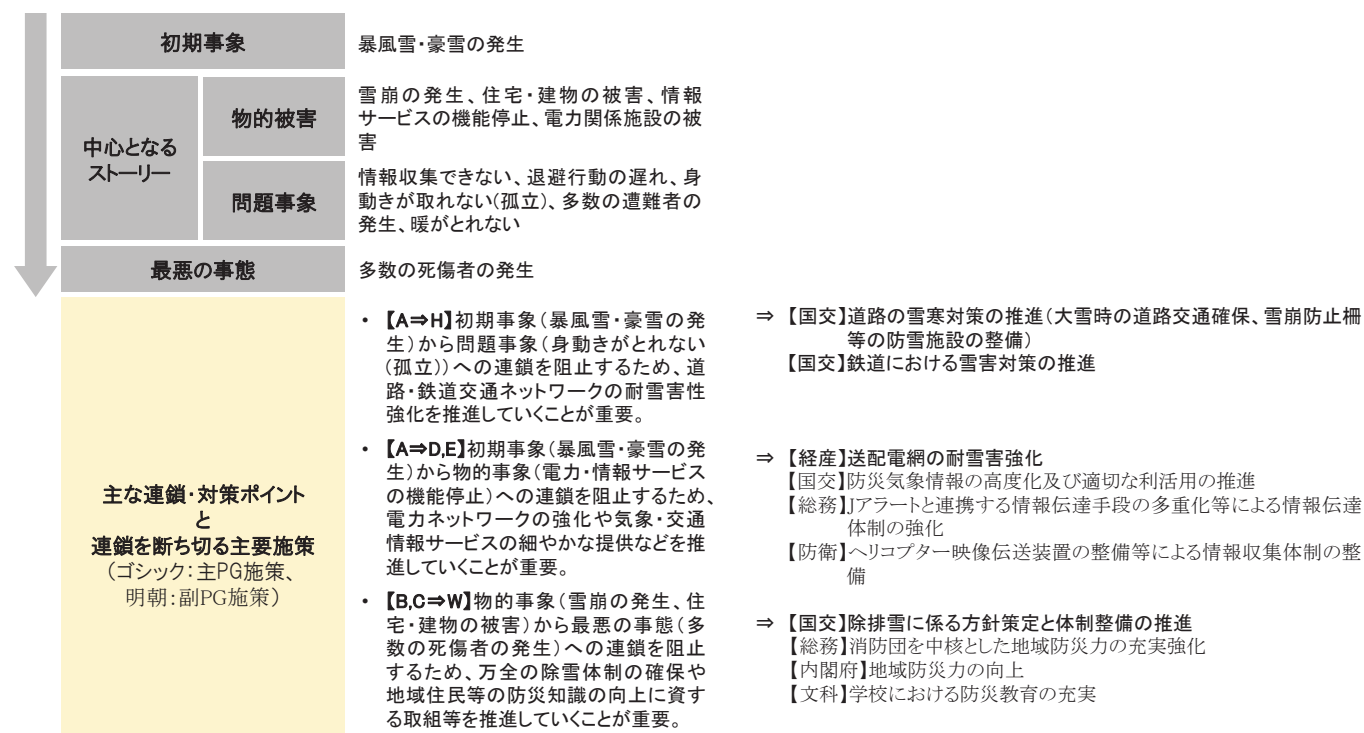 初期事象
暴風雪・豪雪の発生
中心となる
ストーリー
物的被害
雪崩の発生、住宅・建物の被害、情報
サービスの機能停止、電力関係施設の被
害
問題事象
情報収集できない、退避行動の遅れ、身
動きが取れない(孤立)、多数の遭難者の
発生、暖がとれない
最悪の事態
多数の死傷者の発生
主な連鎖・対策ポイント
と
連鎖を断ち切る主要施策
（ゴシック：主PG施策、
明朝：副PG施策）
・ 【A⇒H】初期事象（暴風雪・豪雪の発
生）から問題事象（身動きがとれない
（孤立））への連鎖を阻止するため、道
路・鉄道交通ネットワークの耐雪害性
強化を推進していくことが重要。
⇒ 【国交】道路の雪寒対策の推進（大雪時の道路交通確保、雪崩防止柵
等の防雪施設の整備）
【国交】鉄道における雪害対策の推進
・ 【A⇒D,E】初期事象（暴風雪・豪雪の発
生）から物的事象（電力・情報サービス
の機能停止）への連鎖を阻止するため、
電力ネットワークの強化や気象・交通
情報サービスの細やかな提供などを推
進していくことが重要。
⇒ 【経産】送配電網の耐雪害強化
【国交】防災気象情報の高度化及び適切な利活用の推進
【総務】Jアラートと連携する情報伝達手段の多重化等による情報伝達
体制の強化
【防衛】ヘリコプター映像伝送装置の整備等による情報収集体制の整
備
・ 【B,C⇒W】物的事象（雪崩の発生、住
宅・建物の被害）から最悪の事態（多
数の死傷者の発生）への連鎖を阻止
するため、万全の除雪体制の確保や
地域住民等の防災知識の向上に資す
る取組等を推進していくことが重要。
⇒ 【国交】除排雪に係る方針策定と体制整備の推進
【総務】消防団を中核とした地域防災力の充実強化
【内閣府】地域防災力の向上
【文科】学校における防災教育の充実